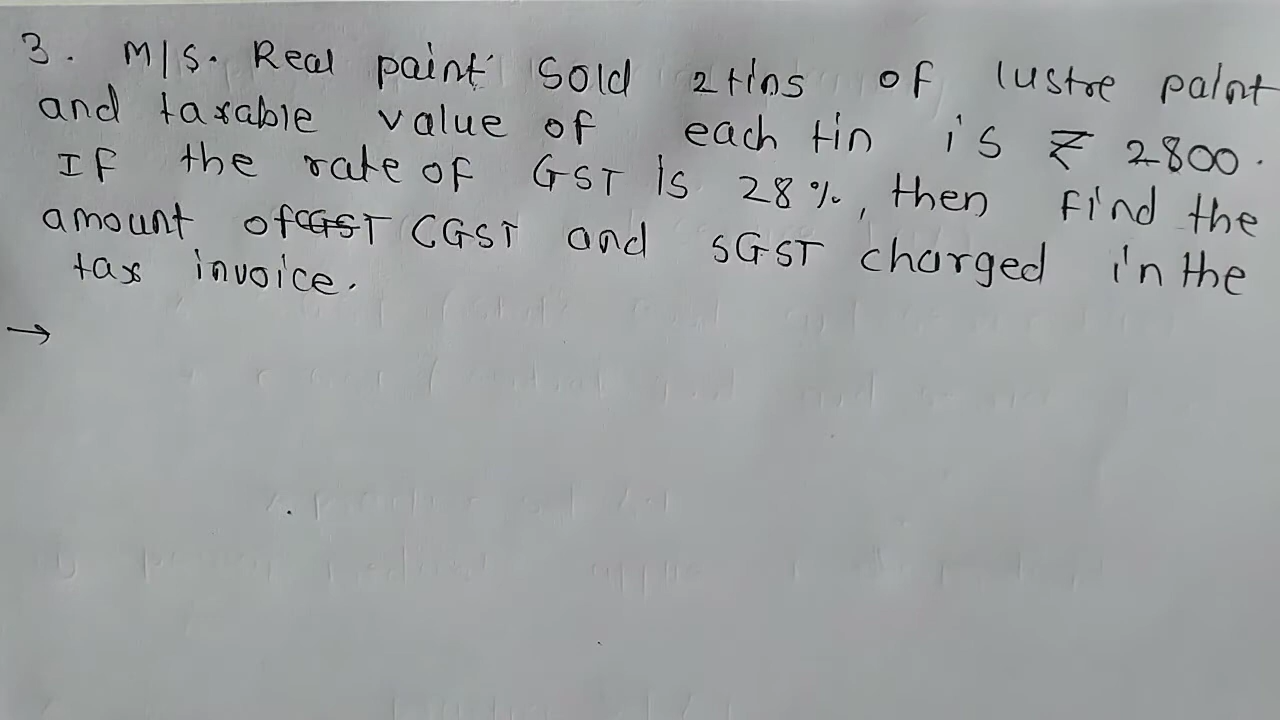 3. M/S. Real paint sold 2 tins of lustre paint
and taxable value of each tin is ₹ 2800.
If the rate of GST is 28%, then find the
amount of CGST CGST and SGST charged in the
tax invoice.
→